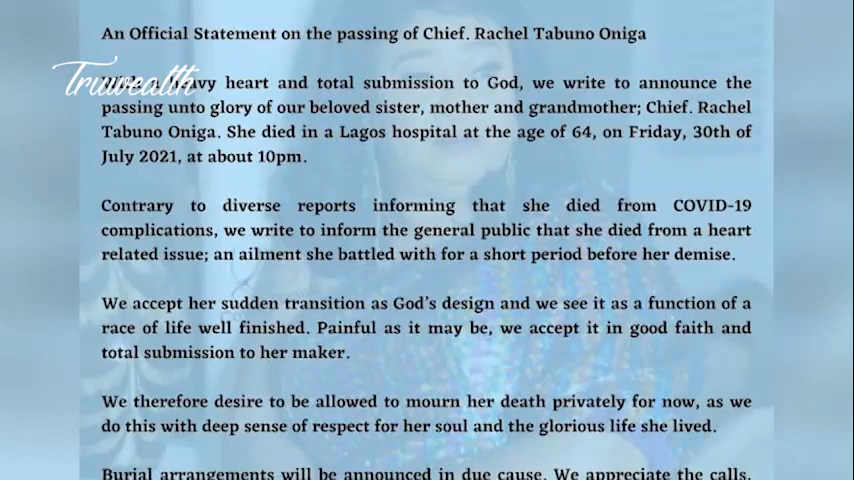 An Official Statement on the passing of Chief. Rachel Tabuno Oniga
Truwealth
heavy heart and total submission to God, we write to announce the
passing unto glory of our beloved sister, mother and grandmother; Chief. Rachel
Tabuno Oniga. She died in a Lagos hospital at the age of 64, on Friday, 30th of
July 2021, at about 10pm.
Contrary to diverse reports informing that she died from COVID-19
complications, we write to inform the general public that she died from a heart
related issue; an ailment she battled with for a short period before her demise.
We accept her sudden transition as God's design and we see it as a function of a
race of life well finished. Painful as it may be, we accept it in good faith and
total submission to her maker.
We therefore desire to be allowed to mourn her death privately for now, as we
do this with deep sense of respect for her soul and the glorious life she lived.
Burial arrangements will be announced in due cause. We appreciate the calls,